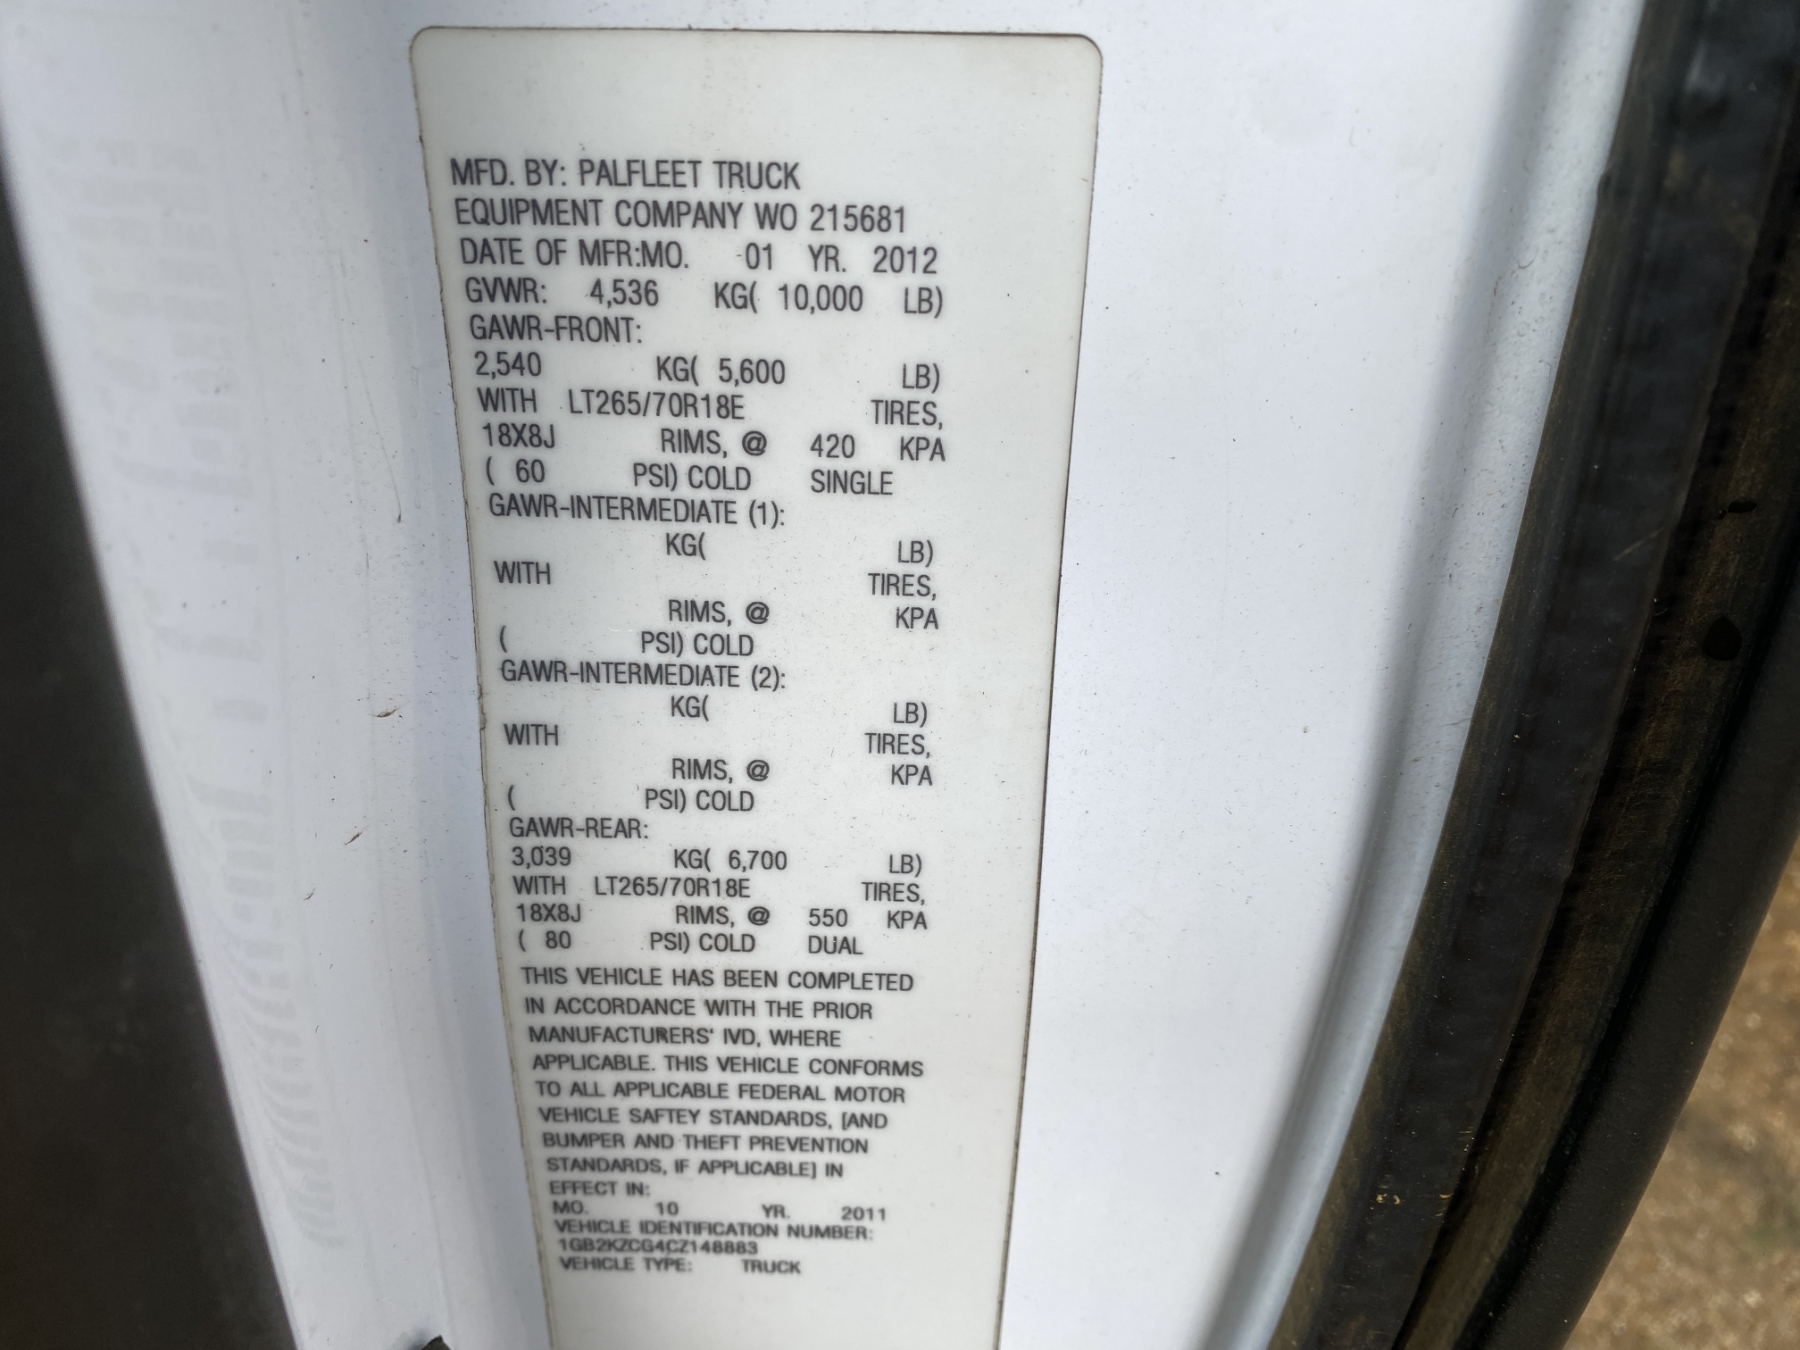 MFD. BY: PALFLEET TRUCK
EQUIPMENT COMPANY WO 215681
DATE OF MFR:MO. 01 YR. 2012
GVWR: 4,536 KG( 10,000 LB)
GAWR-FRONT:
2,540 KG( 5,600 LB)
WITH LT265/70R18E TIRES,
18X8J RIMS, @ 420 KPA
( 60 PSI) COLD SINGLE
GAWR-INTERMEDIATE (1):
KG( LB)
WITH TIRES,
RIMS, @ KPA
( PSI) COLD
GAWR-INTERMEDIATE (2):
KG( LB)
WITH TIRES,
RIMS, @ KPA
( PSI) COLD
GAWR-REAR:
3,039 KG( 6,700 LB)
WITH LT265/70R18E TIRES,
18X8J RIMS, @ 550 KPA
( 80 PSI) COLD DUAL
THIS VEHICLE HAS BEEN COMPLETED
IN ACCORDANCE WITH THE PRIOR
MANUFACTURERS' IVD, WHERE
APPLICABLE. THIS VEHICLE CONFORMS
TO ALL APPLICABLE FEDERAL MOTOR
VEHICLE SAFTEY STANDARDS, [AND
BUMPER AND THEFT PREVENTION
STANDARDS, IF APPLICABLE] IN
EFFECT IN:
MO. 10 YR. 2011
VEHICLE IDENTIFICATION NUMBER:
1GB2KZCG4CZ148883
VEHICLE TYPE: TRUCK